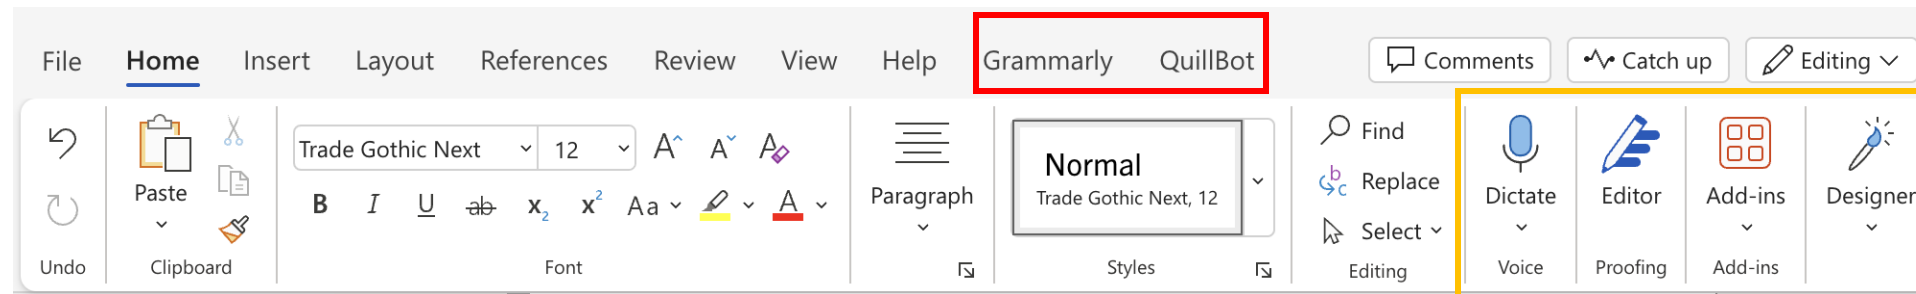 File Home Insert Layout References Review View Help Grammarly QuillBot Comments Catch up Editing
Trade Gothic Next 12 A A A
Paste
B I U ab x2 x2 Aa A
Paragraph
Normal
Trade Gothic Next, 12
Find
Replace
Select
Dictate Editor Add-ins Designer
Undo Clipboard Font Styles Editing Voice Proofing Add-ins